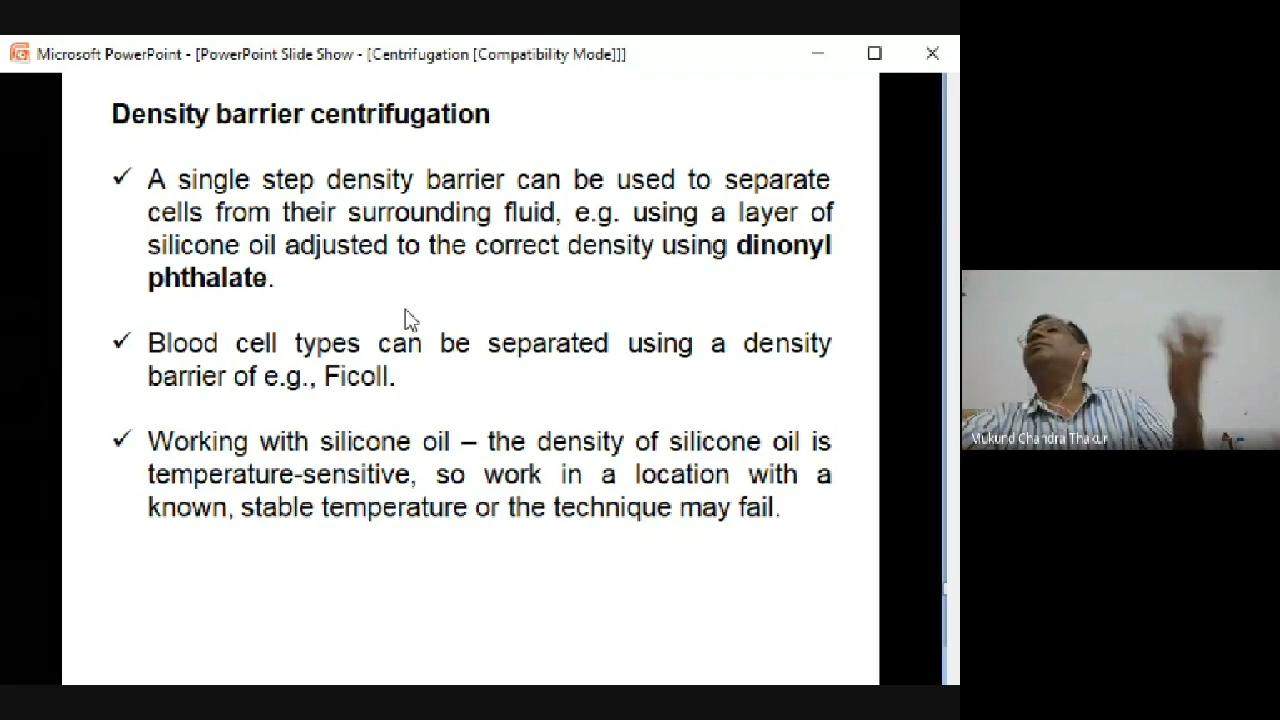 Microsoft PowerPoint - [PowerPoint Slide Show - [Centrifugation [Compatibility Mode]]]
Density barrier centrifugation
✓ A single step density barrier can be used to separate
cells from their surrounding fluid, e.g. using a layer of
silicone oil adjusted to the correct density using dinonyl
phthalate.
✓ Blood cell types can be separated using a density
barrier of e.g., Ficoll.
✓ Working with silicone oil – the density of silicone oil is
temperature-sensitive, so work in a location with a
known, stable temperature or the technique may fail.
Mukund Chandra Thakur